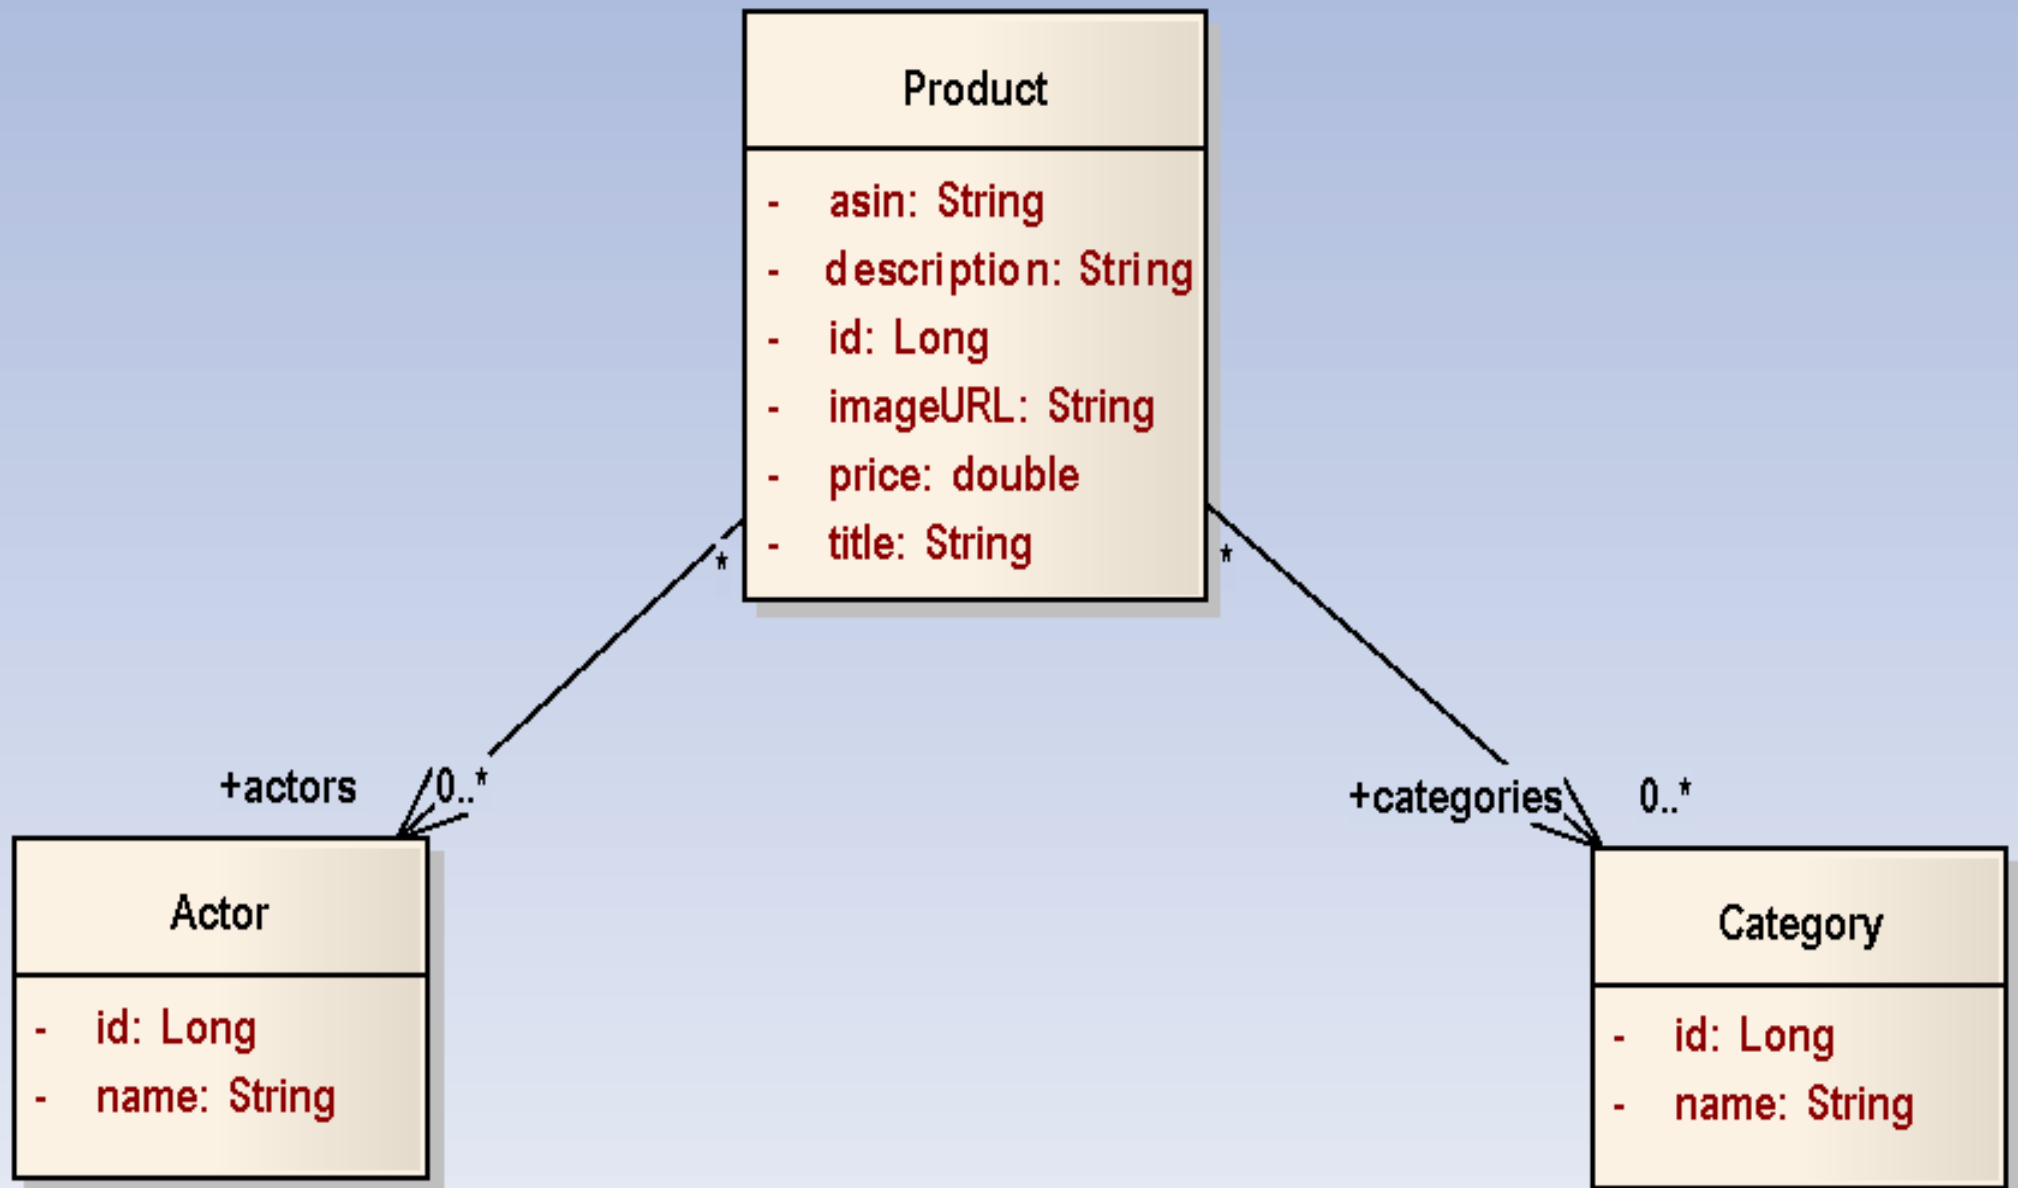 Product
- asin: String
- description: String
- id: Long
- imageURL: String
- price: double
- title: String
*
*
+actors 0..*
+categories 0..*
Actor
- id: Long
- name: String
Category
- id: Long
- name: String